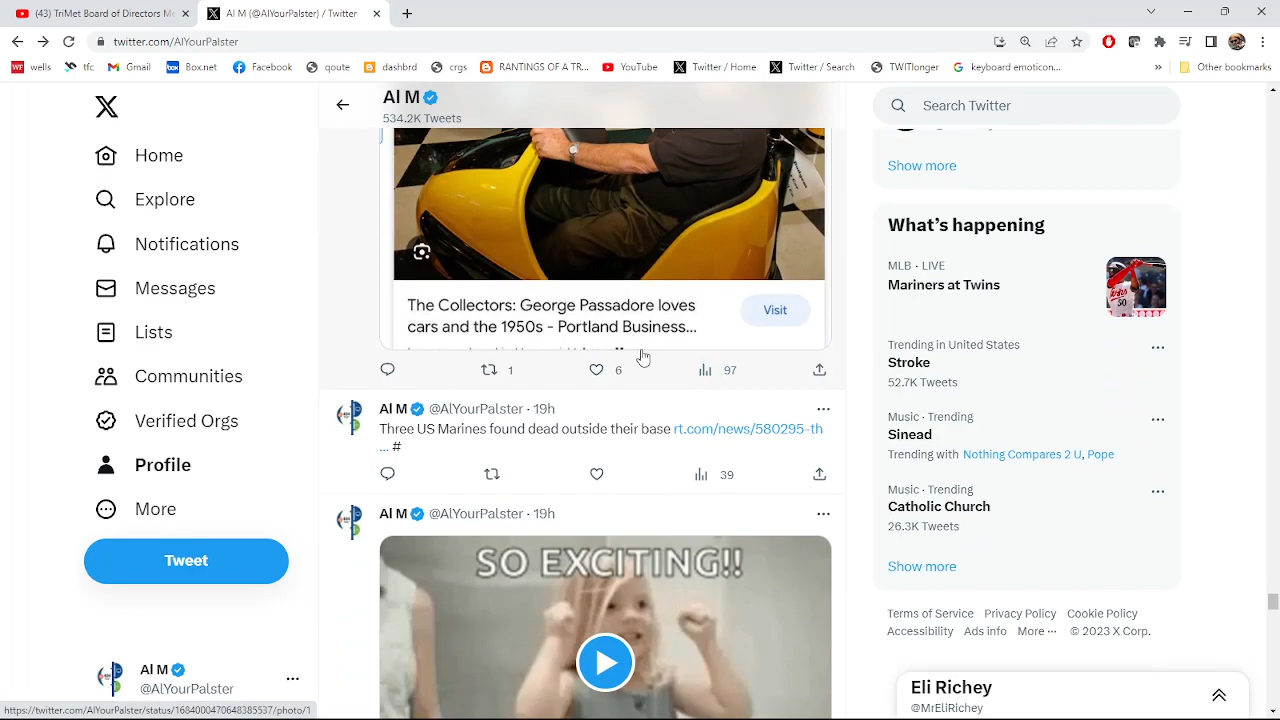 (43) TriMet Board of Directors Me
Al M (@AlYourPalster) / Twitter
twitter.com/AlYourPalster
wells
tfc
Gmail
Box.net
Facebook
qoute
dashbrd
crgs
RANTINGS OF A TR...
YouTube
Twitter / Home
Twitter / Search
TWITlonger
keyboard emoticon...
Other bookmarks
Al M
534.2K Tweets
Search Twitter
Home
Explore
Notifications
Messages
Lists
Communities
Verified Orgs
Profile
More
Tweet
Al M
@AlYourPalster
The Collectors: George Passadore loves
cars and the 1950s - Portland Business...
Visit
1
6
97
Al M @AlYourPalster · 19h
Three US Marines found dead outside their base rt.com/news/580295-th
... #
39
Al M @AlYourPalster · 19h
SO EXCITING!!
Show more
What's happening
MLB · LIVE
Mariners at Twins
Trending in United States
Stroke
52.7K Tweets
Music · Trending
Sinead
Trending with Nothing Compares 2 U, Pope
Music · Trending
Catholic Church
26.3K Tweets
Show more
Terms of Service Privacy Policy Cookie Policy
Accessibility Ads info More ··· © 2023 X Corp.
Eli Richey
@MrEliRichey
https://twitter.com/AlYourPalster/status/1684000470648385537/photo/1